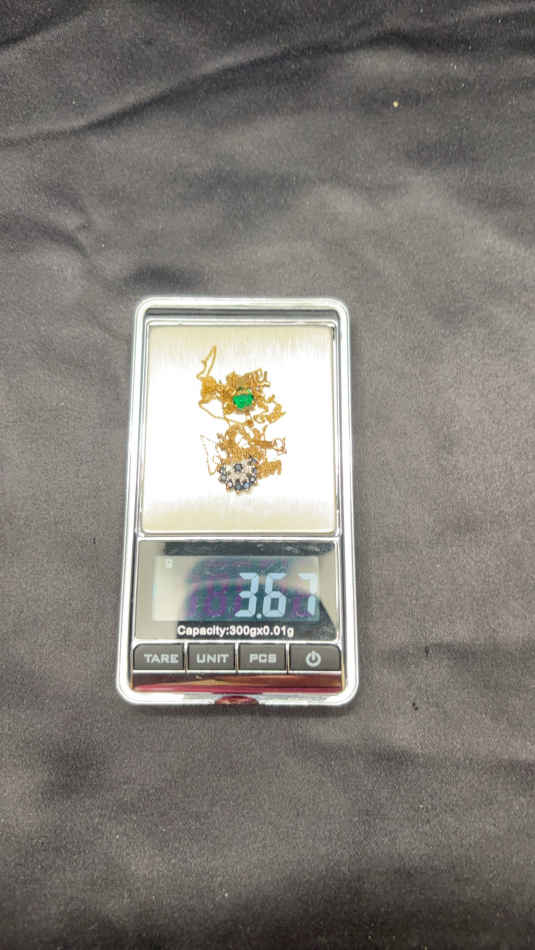 g
3.67
Capacity:300gx0.01g
TARE UNIT PCS